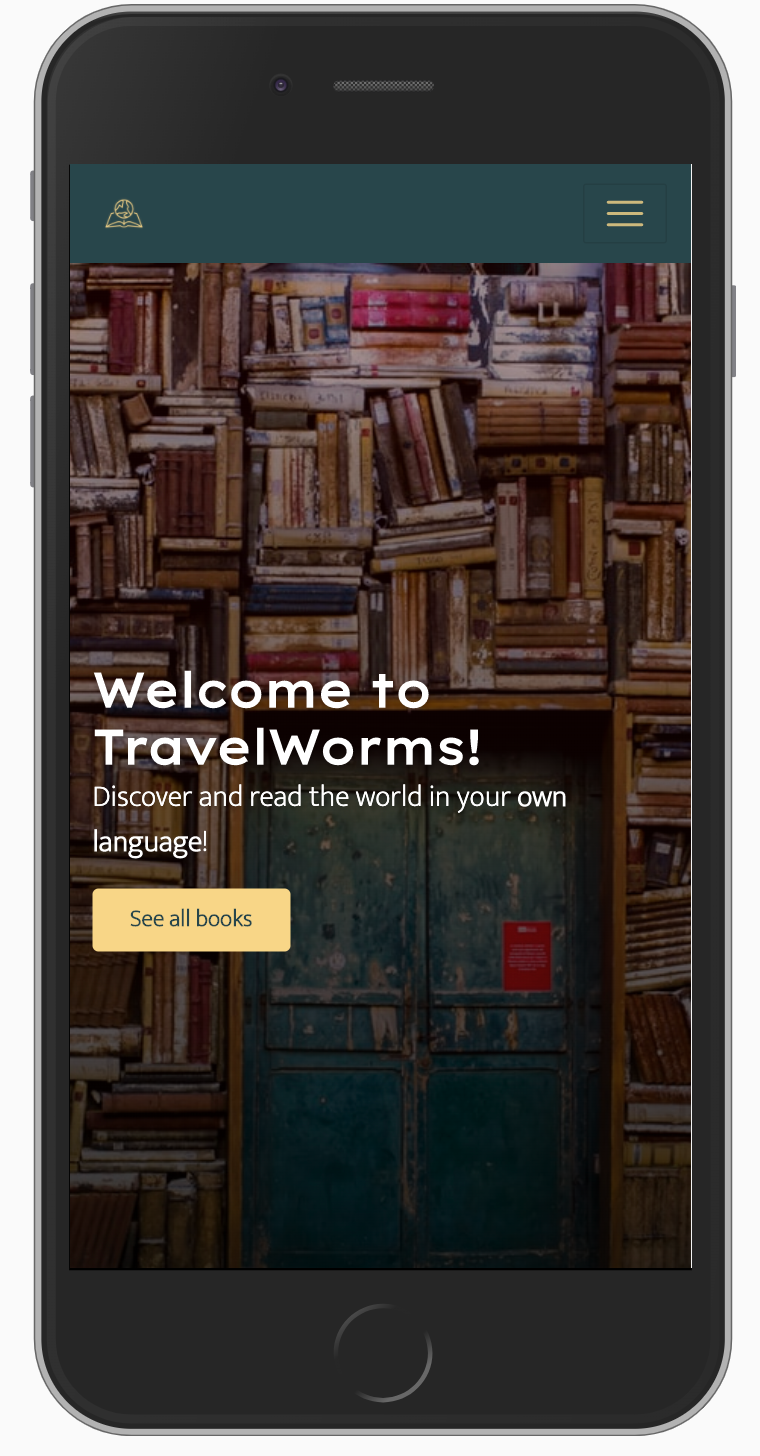 Welcome to
TravelWorms!
Discover and read the world in your own
language!
See all books